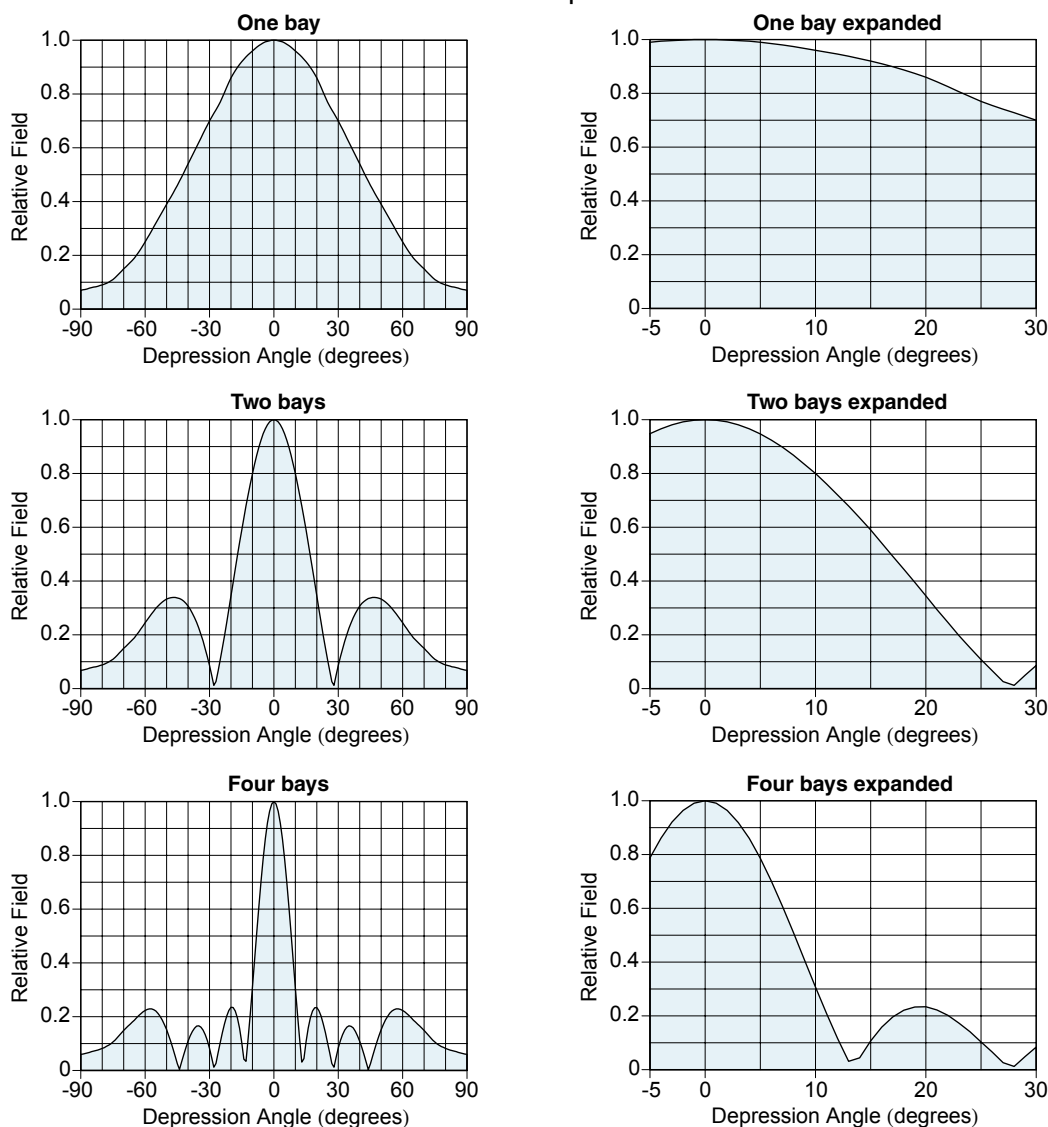 One bay
1.0
0.8
0.6
0.4
0.2
0
Relative Field
-90 -60 -30 0 30 60 90
Depression Angle (degrees)
One bay expanded
1.0
0.8
0.6
0.4
0.2
0
Relative Field
-5 0 10 20 30
Depression Angle (degrees)
Two bays
1.0
0.8
0.6
0.4
0.2
0
Relative Field
-90 -60 -30 0 30 60 90
Depression Angle (degrees)
Two bays expanded
1.0
0.8
0.6
0.4
0.2
0
Relative Field
-5 0 10 20 30
Depression Angle (degrees)
Four bays
1.0
0.8
0.6
0.4
0.2
0
Relative Field
-90 -60 -30 0 30 60 90
Depression Angle (degrees)
Four bays expanded
1.0
0.8
0.6
0.4
0.2
0
Relative Field
-5 0 10 20 30
Depression Angle (degrees)